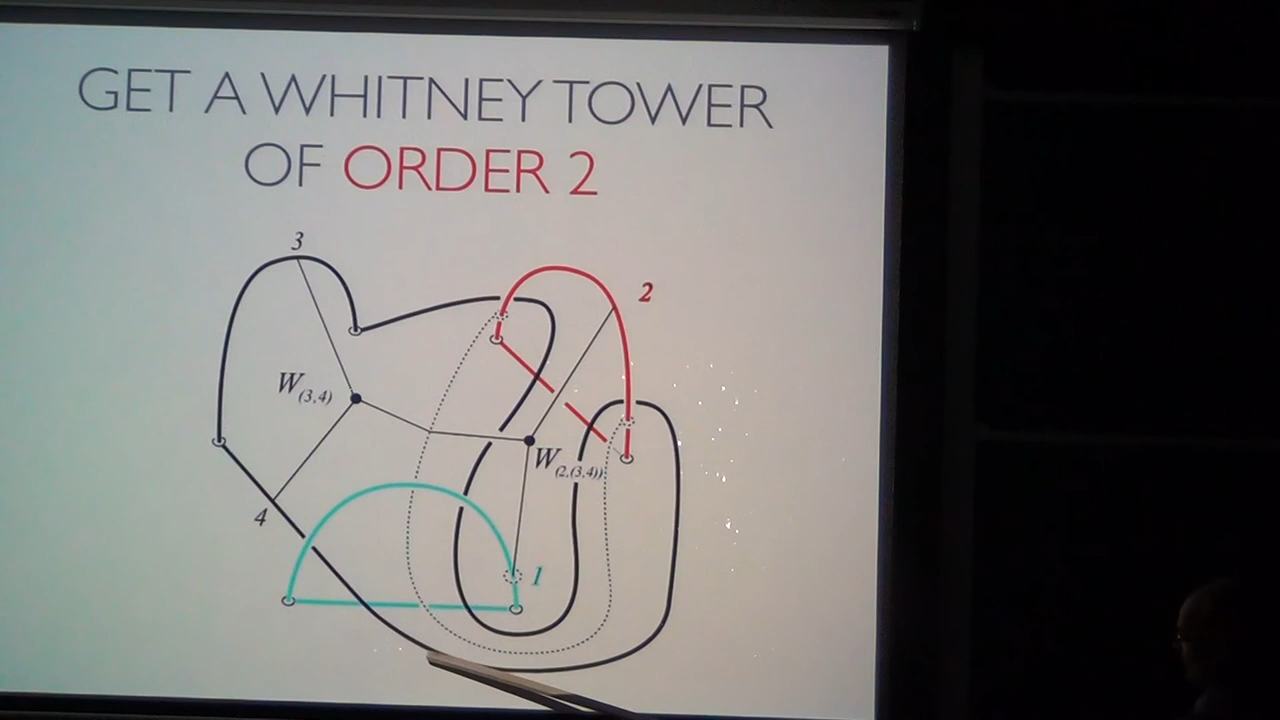 GET A WHITNEY TOWER
OF ORDER 2
3
2
W(3,4)
W(2,(3,4))
4
1